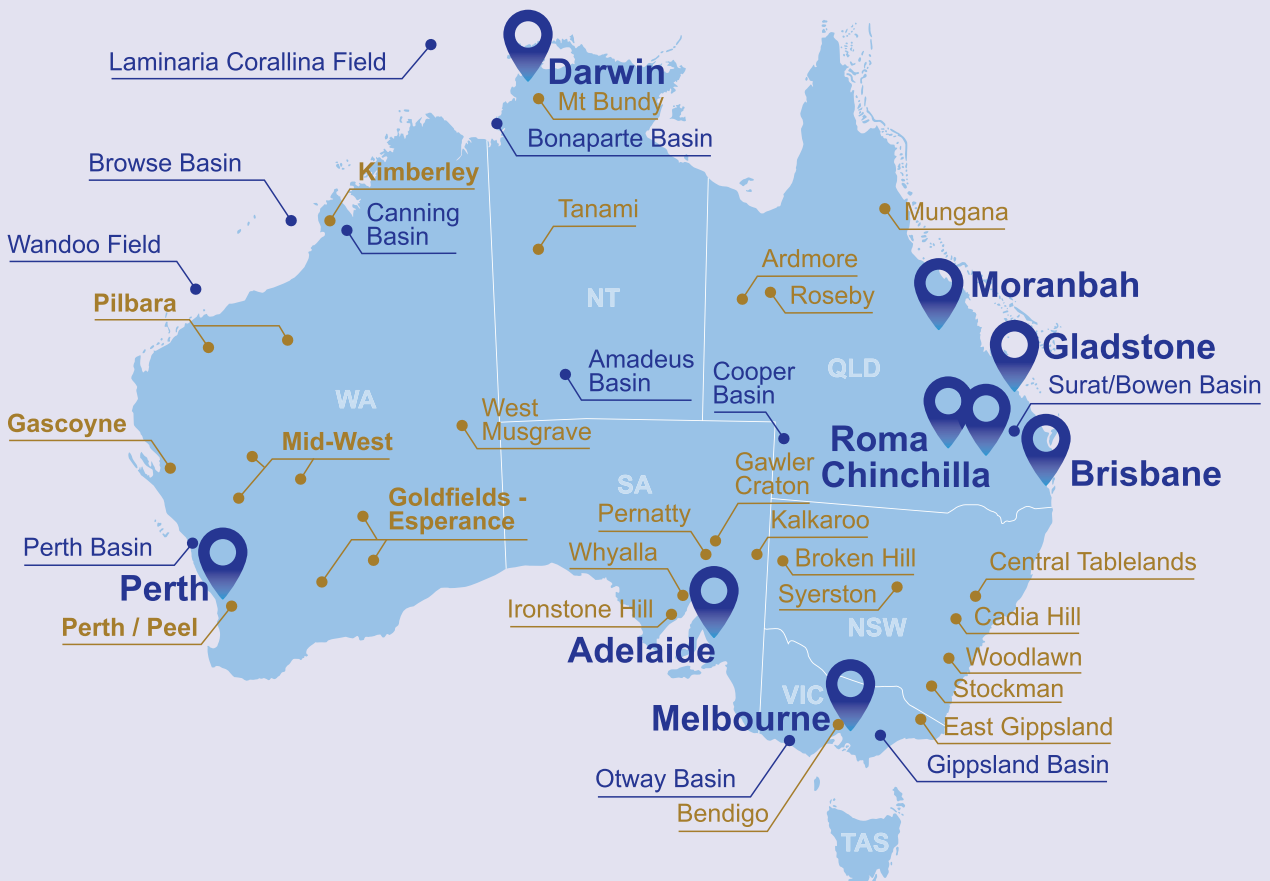 Laminaria Corallina Field
Darwin
Mt Bundy
Bonaparte Basin
Browse Basin
Kimberley
Canning
Basin
Tanami
Mungana
Wandoo Field
Ardmore
Roseby
Moranbah
Pilbara
NT
Gladstone
Amadeus
Basin
Cooper
Basin
QLD
Surat/Bowen Basin
WA
West
Musgrave
Gascoyne
Mid-West
Roma
Chinchilla
Brisbane
Gawler
Craton
SA
Goldfields -
Esperance
Pernatty
Kalkaroo
Perth Basin
Whyalla
Broken Hill
Central Tablelands
Perth
Syerston
Ironstone Hill
Cadia Hill
Perth / Peel
NSW
Adelaide
Woodlawn
Stockman
VIC
Melbourne
East Gippsland
Otway Basin
Gippsland Basin
Bendigo
TAS